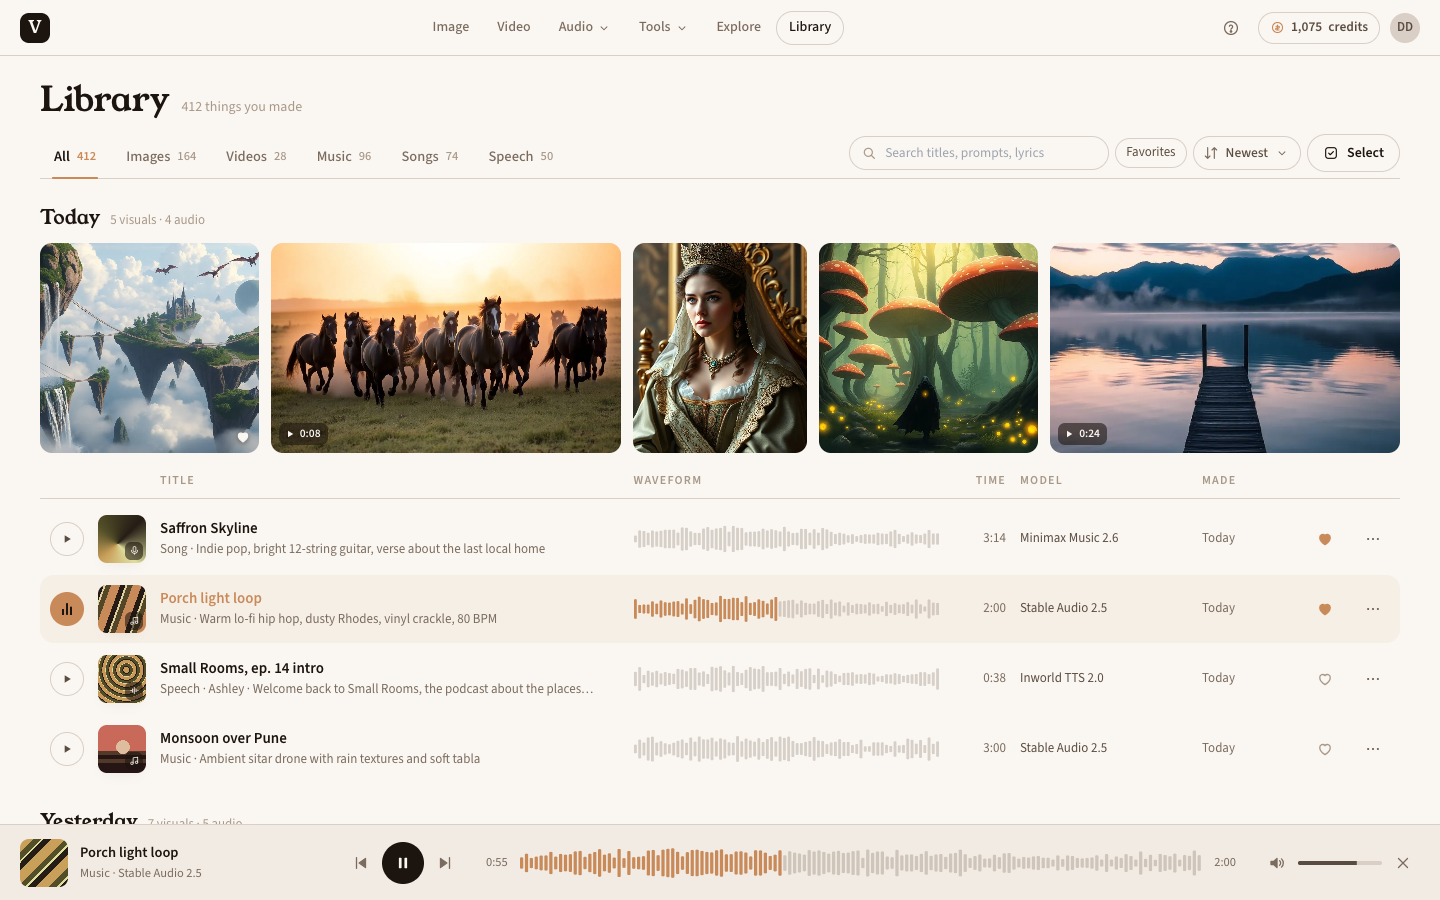 V Image Video Audio Tools Explore Library 1,075 credits DD
Library 412 things you made
All 412 Images 164 Videos 28 Music 96 Songs 74 Speech 50 Search titles, prompts, lyrics Favorites Newest Select
Today 5 visuals · 4 audio
0:08 0:24
TITLE WAVEFORM TIME MODEL MADE
Saffron Skyline
Song · Indie pop, bright 12-string guitar, verse about the last local home 3:14 Minimax Music 2.6 Today
Porch light loop
Music · Warm lo-fi hip hop, dusty Rhodes, vinyl crackle, 80 BPM 2:00 Stable Audio 2.5 Today
Small Rooms, ep. 14 intro
Speech · Ashley · Welcome back to Small Rooms, the podcast about the places… 0:38 Inworld TTS 2.0 Today
Monsoon over Pune
Music · Ambient sitar drone with rain textures and soft tabla 3:00 Stable Audio 2.5 Today
Yesterday 7 visuals · 5 audio
Porch light loop
Music · Stable Audio 2.5 0:55 2:00